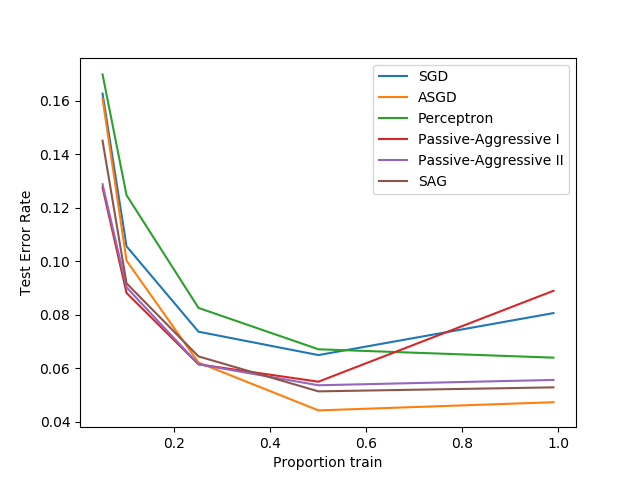 SGD
ASGD
Perceptron
Passive-Aggressive I
Passive-Aggressive II
SAG
Test Error Rate
0.16
0.14
0.12
0.10
0.08
0.06
0.04
0.2 0.4 0.6 0.8 1.0
Proportion train